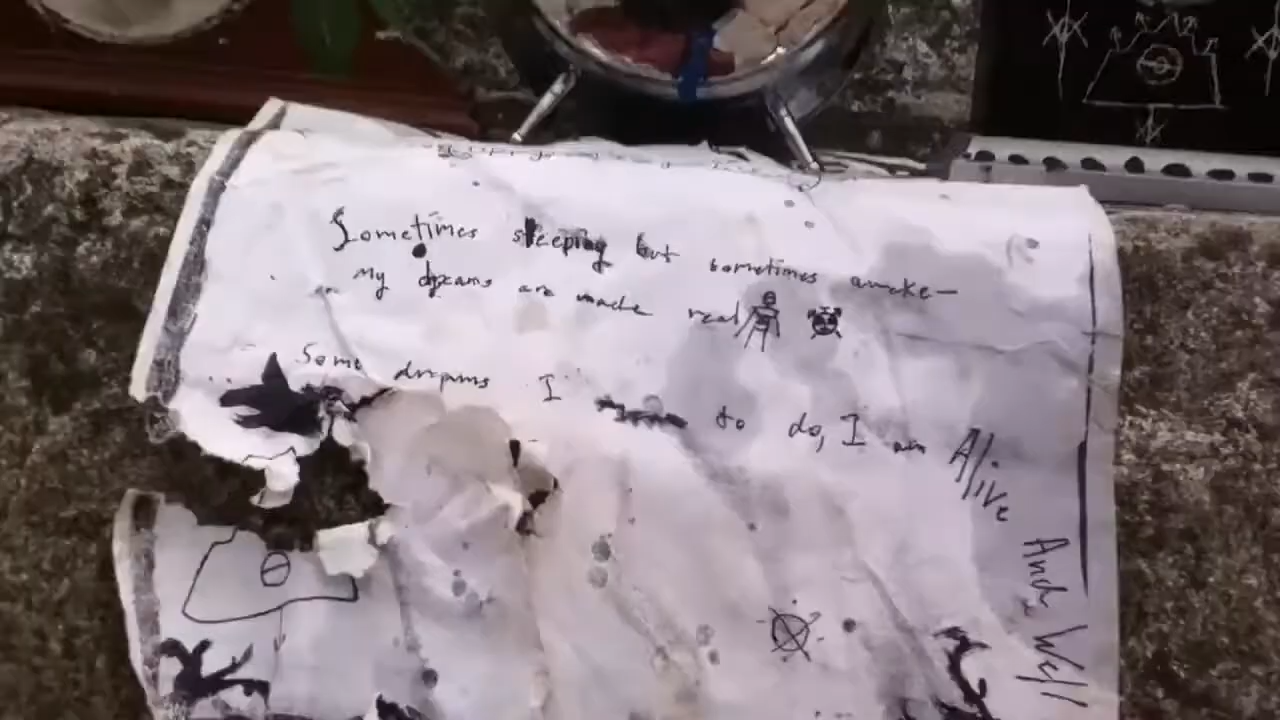 Sometimes sleeping but sometimes awake—
My dreams are made real
Some dreams I to do, I am Alive
And Well